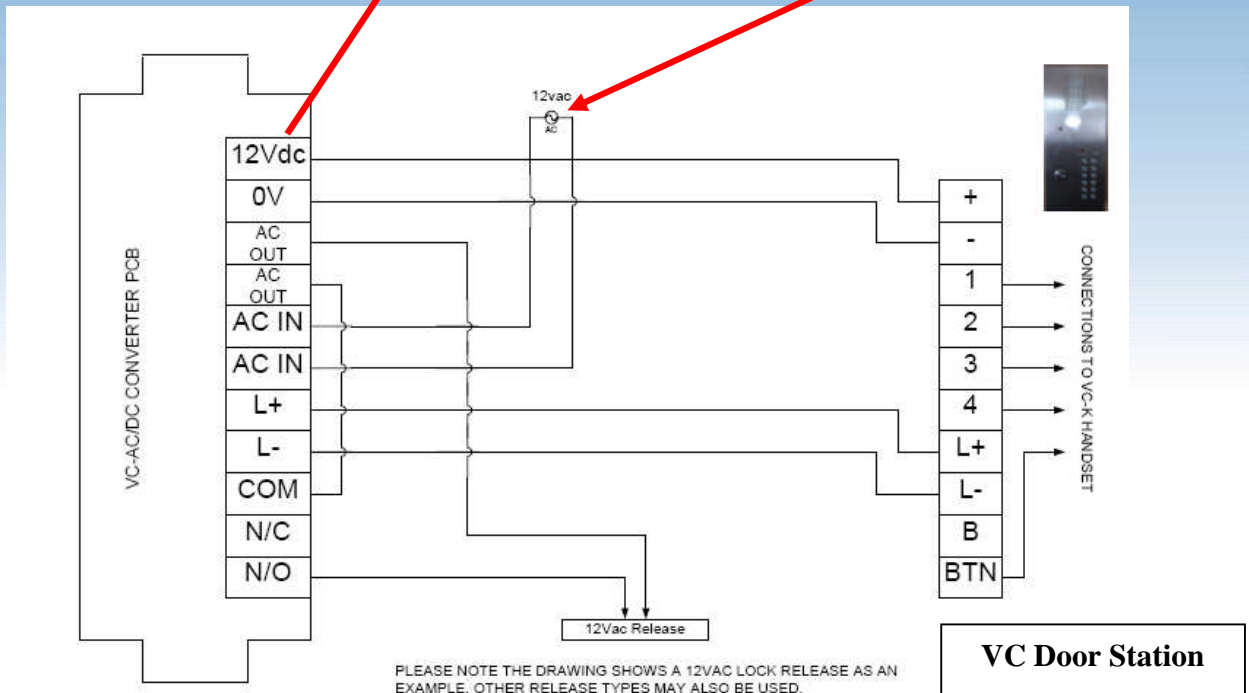 12vac
AC
VC-AC/DC CONVERTER PCB
12Vdc
0V
AC
OUT
AC
OUT
AC IN
AC IN
L+
L-
COM
N/C
N/O
+
-
1
2
3
4
L+
L-
B
BTN
CONNECTIONS TO VC-K HANDSET
12Vac Release
VC Door Station
PLEASE NOTE THE DRAWING SHOWS A 12VAC LOCK RELEASE AS AN
EXAMPLE. OTHER RELEASE TYPES MAY ALSO BE USED.